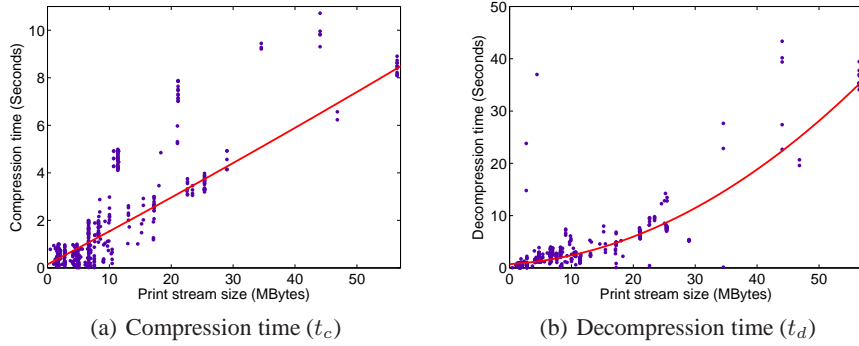 10
8
6
4
2
0
0 10 20 30 40 50
Compression time (Seconds)
Print stream size (MBytes)
(a) Compression time (t_c)
50
40
30
20
10
0
0 10 20 30 40 50
Decompression time (Seconds)
Print stream size (MBytes)
(b) Decompression time (t_d)